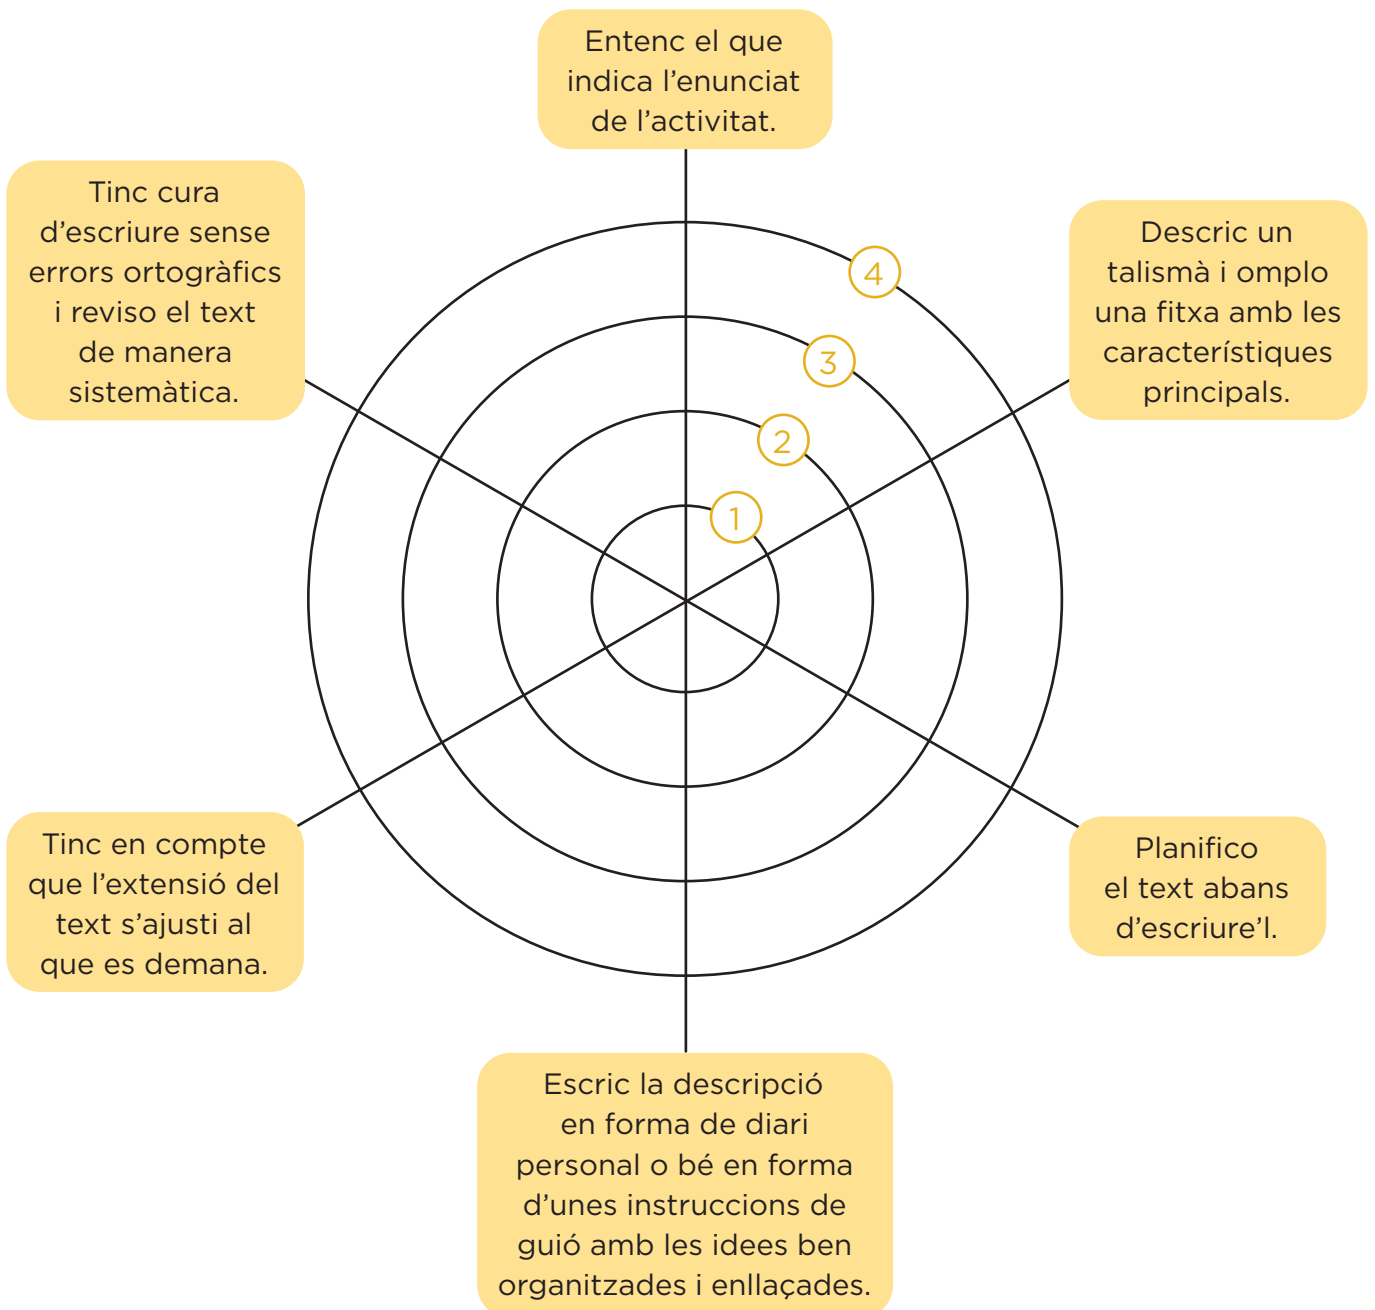 Entenc el que
indica l’enunciat
de l’activitat.
Tinc cura
d’escriure sense
errors ortogràfics
i reviso el text
de manera
sistemàtica.
Descric un
talismà i omplo
una fitxa amb les
característiques
principals.
4
3
2
1
Tinc en compte
que l’extensió del
text s’ajusti al
que es demana.
Planifico
el text abans
d’escriure’l.
Escric la descripció
en forma de diari
personal o bé en forma
d’unes instruccions de
guió amb les idees ben
organitzades i enllaçades.